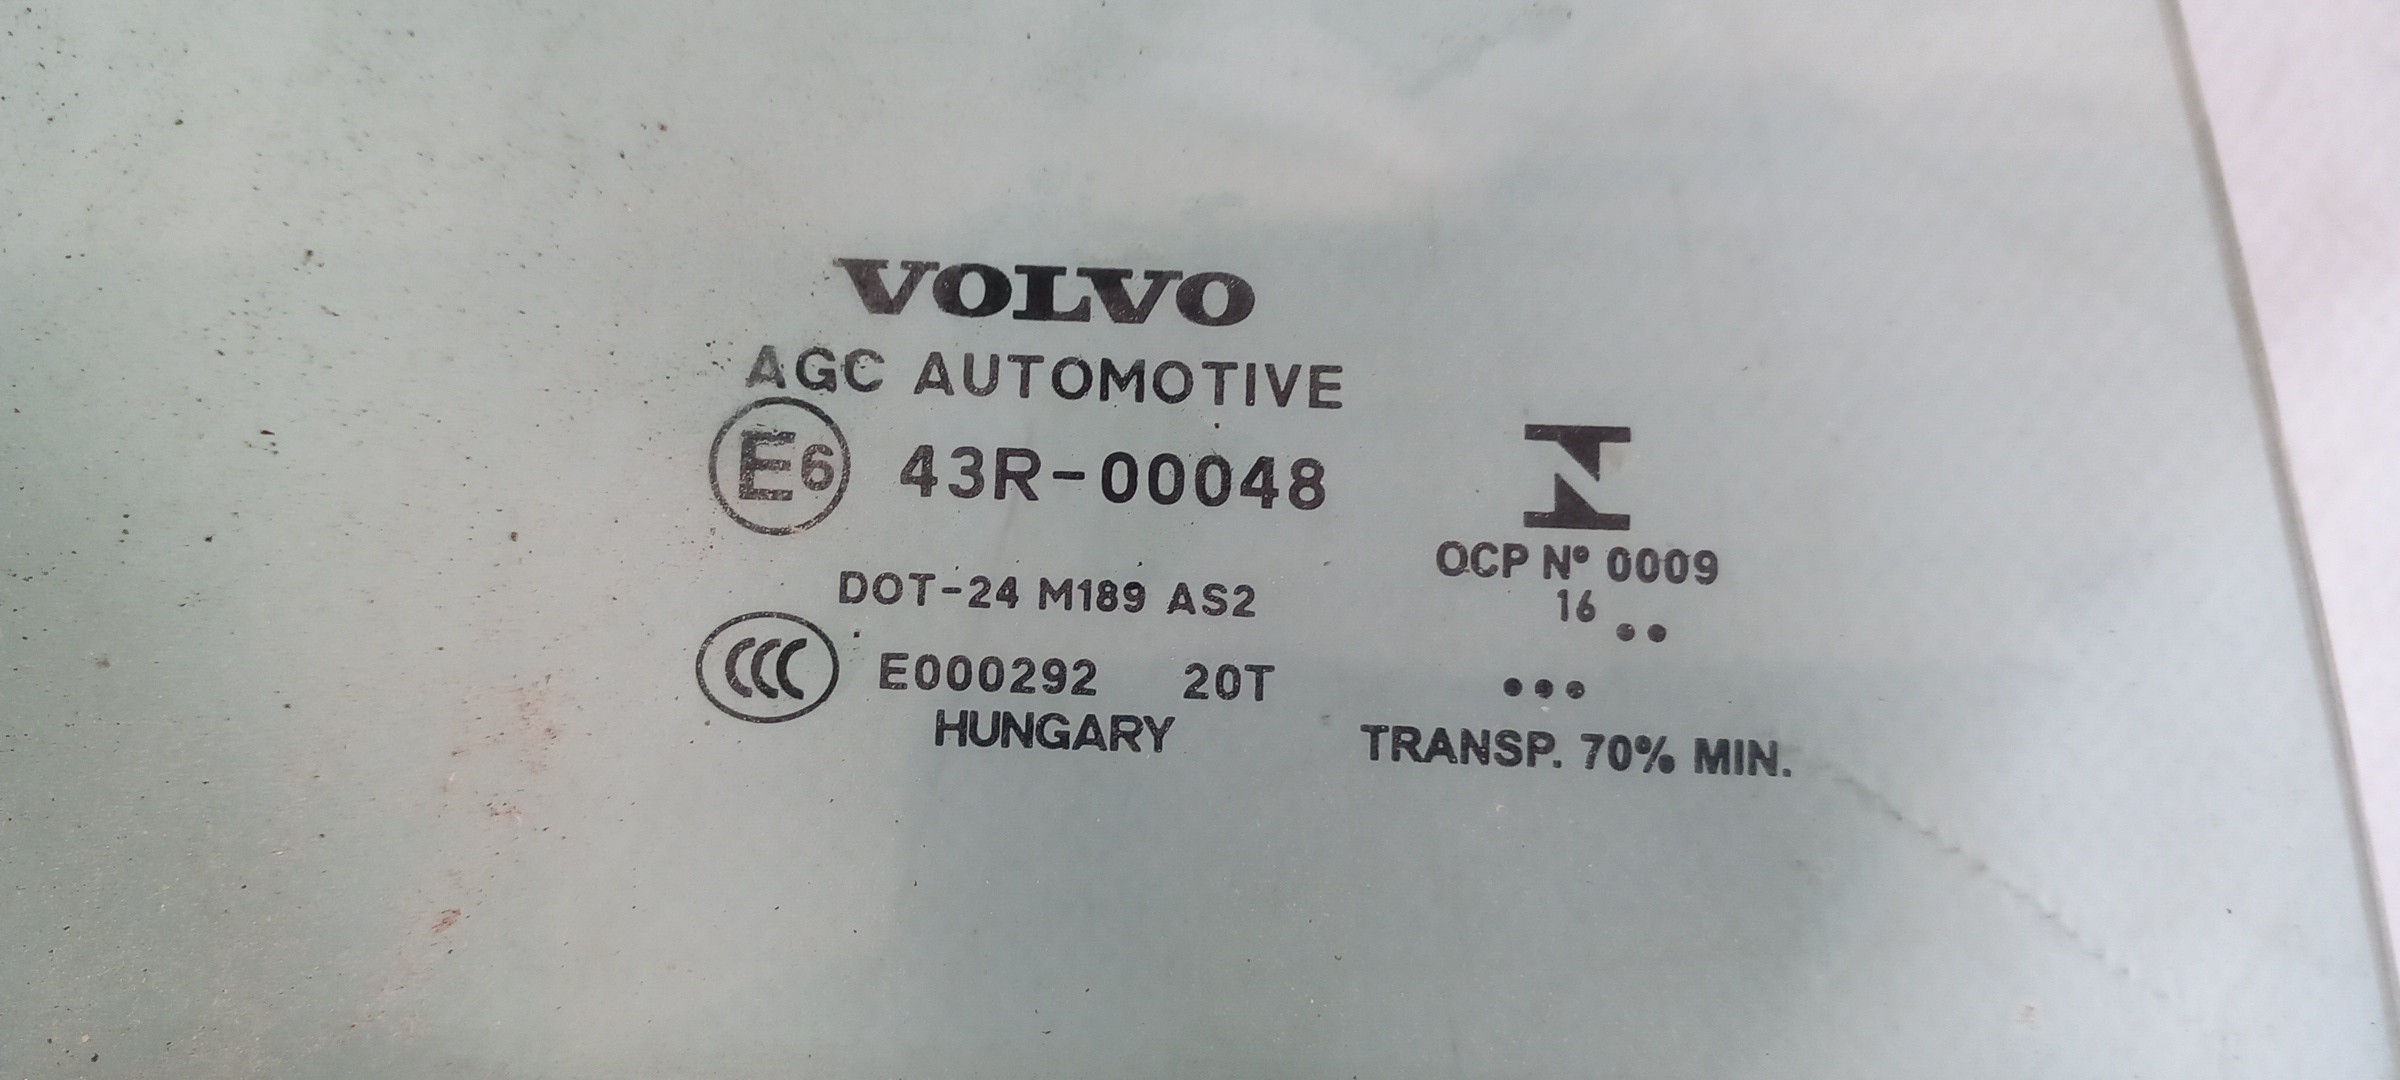 VOLVO
AGC AUTOMOTIVE
E6 43R-00048
DOT-24 M189 AS2
CCC E000292 20T
HUNGARY
N
OCP Nº 0009
16 ..
...
TRANSP. 70% MIN.